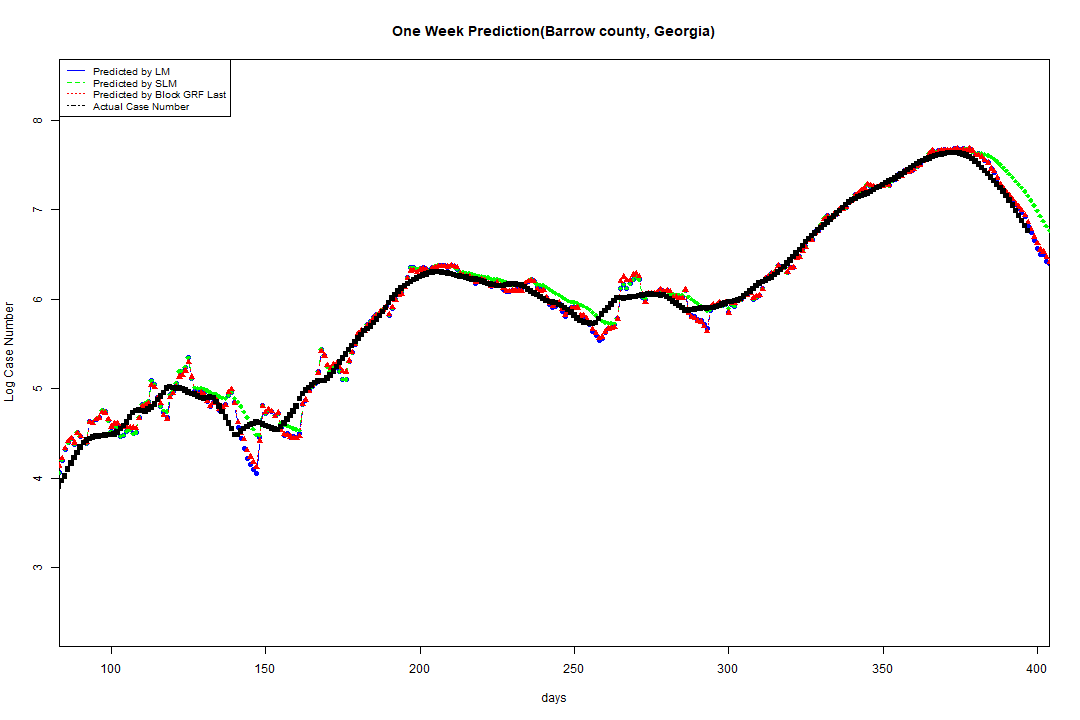 One Week Prediction(Barrow county, Georgia)
Predicted by LM
Predicted by SLM
Predicted by Block GRF Last
Actual Case Number
8
7
6
5
4
3
Log Case Number
100 150 200 250 300 350 400
days